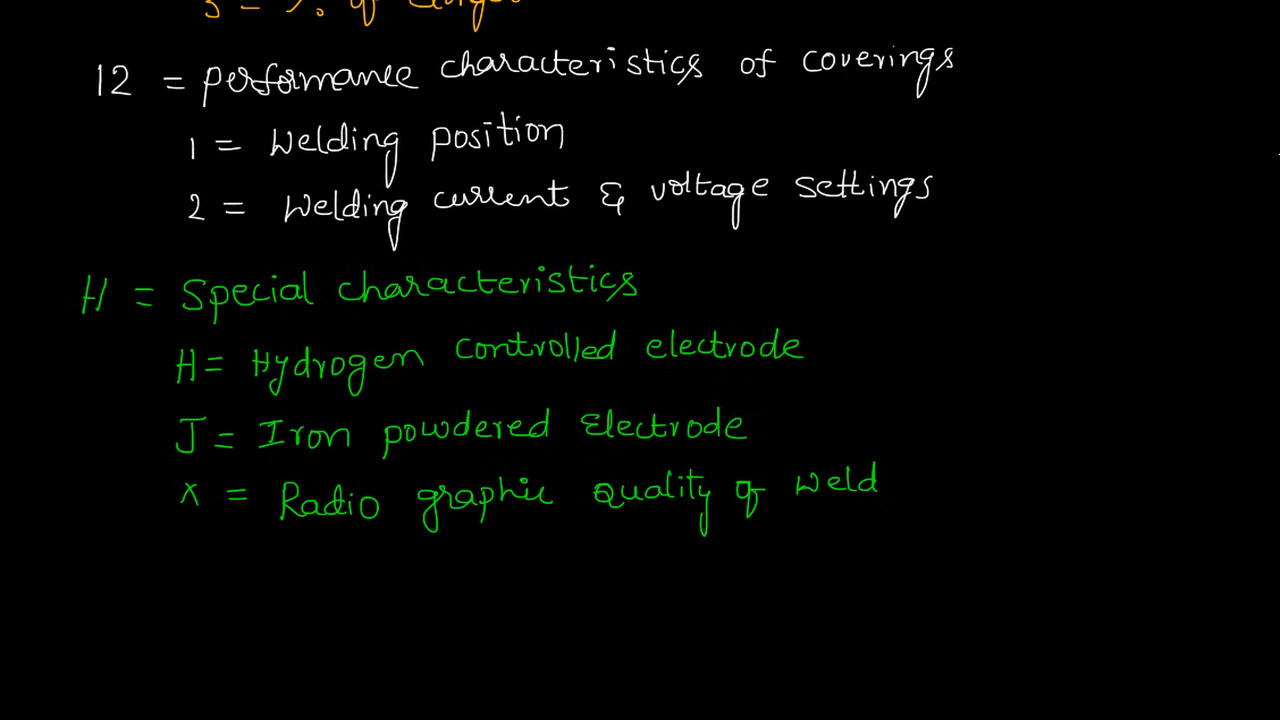 12 = performance characteristics of coverings
1 = Welding position
2 = Welding current & voltage settings
H = Special characteristics
H = Hydrogen controlled electrode
J = Iron powdered Electrode
X = Radio graphic quality of weld